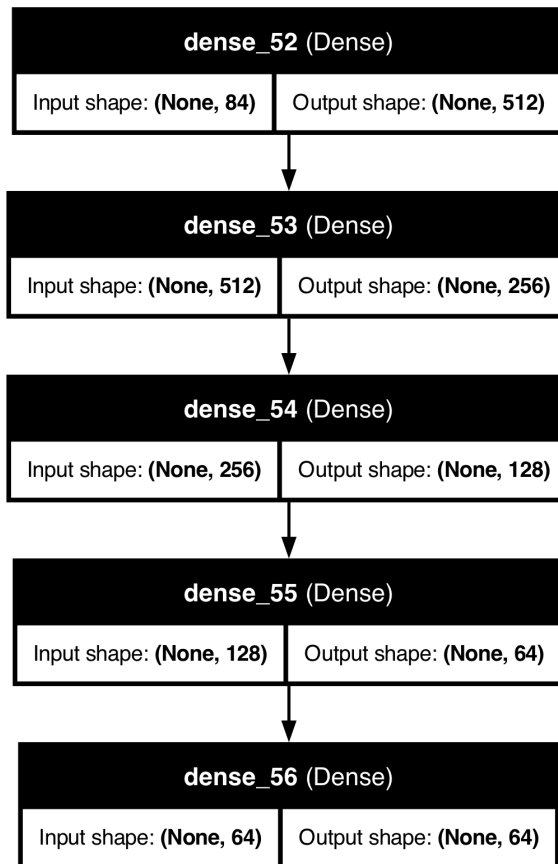 dense_52 (Dense)
Input shape: (None, 84) Output shape: (None, 512)
dense_53 (Dense)
Input shape: (None, 512) Output shape: (None, 256)
dense_54 (Dense)
Input shape: (None, 256) Output shape: (None, 128)
dense_55 (Dense)
Input shape: (None, 128) Output shape: (None, 64)
dense_56 (Dense)
Input shape: (None, 64) Output shape: (None, 64)